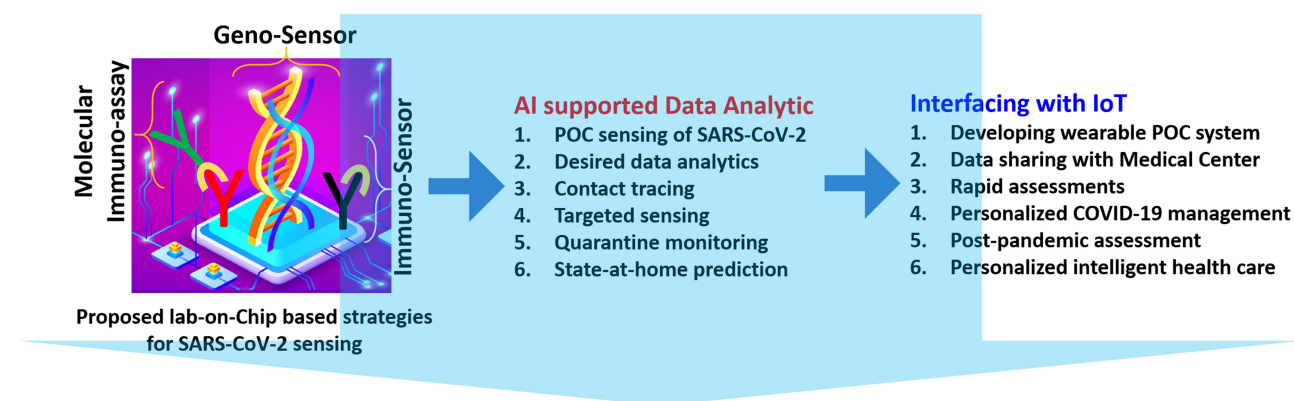 Geno-Sensor
Molecular
Immuno-assay
Immuno-Sensor
Proposed lab-on-Chip based strategies
for SARS-CoV-2 sensing
AI supported Data Analytic
1. POC sensing of SARS-CoV-2
2. Desired data analytics
3. Contact tracing
4. Targeted sensing
5. Quarantine monitoring
6. State-at-home prediction
Interfacing with IoT
1. Developing wearable POC system
2. Data sharing with Medical Center
3. Rapid assessments
4. Personalized COVID-19 management
5. Post-pandemic assessment
6. Personalized intelligent health care